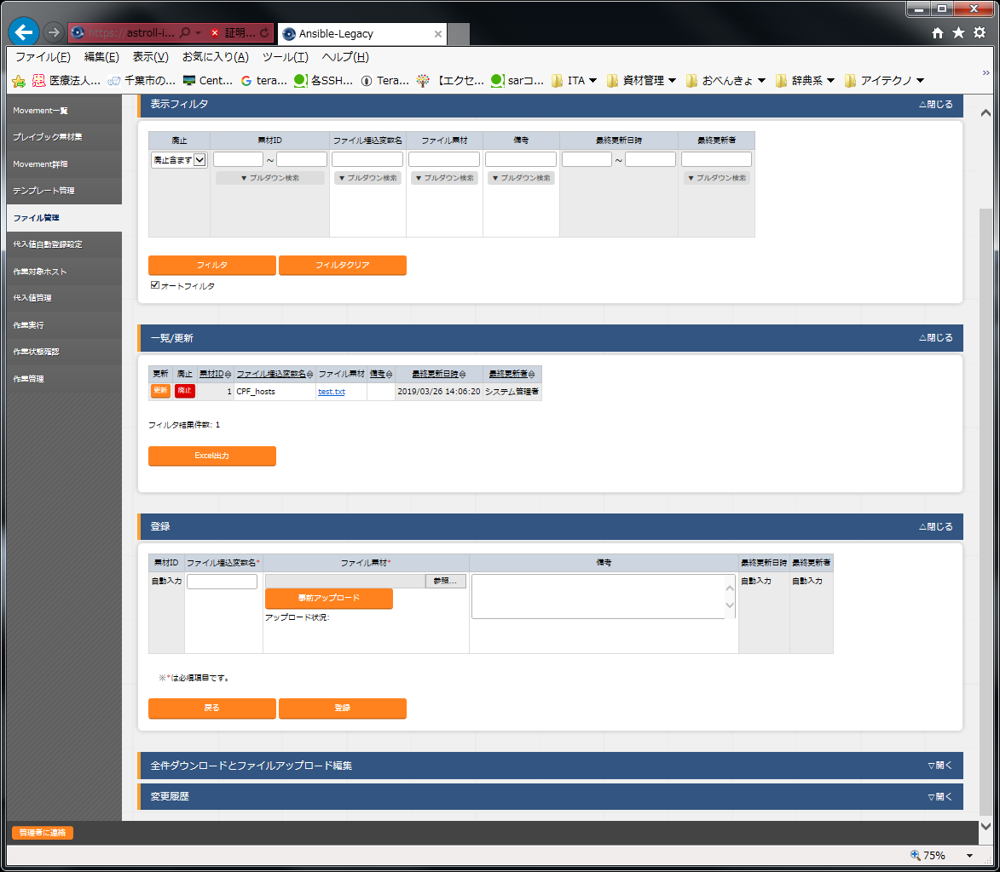 https://astroll-i... 証明... Ansible-Legacy
ファイル(F) 編集(E) 表示(V) お気に入り(A) ツール(T) ヘルプ(H)
医療法人... 千葉市の... Cent... tera... 各SSH... Tera... 【エクセ... sarコ... ITA ▼ 資材管理 ▼ おべんきょ ▼ 辞典系 ▼ アイテクノ ▼ »
Movement一覧
プレイブック素材集
Movement詳細
テンプレート管理
ファイル管理
代入値自動登録設定
作業対象ホスト
代入値管理
作業実行
作業状態確認
作業管理
表示フィルタ △閉じる
廃止 素材ID ファイル埋込変数名 ファイル素材 備考 最終更新日時 最終更新者
廃止含まず ～ ～
▼ プルダウン検索 ▼ プルダウン検索 ▼ プルダウン検索 ▼ プルダウン検索 ▼ プルダウン検索
フィルタ フィルタクリア
オートフィルタ
一覧/更新 △閉じる
更新 廃止 素材ID ファイル埋込変数名 ファイル素材 備考 最終更新日時 最終更新者
更新 廃止 1 CPF_hosts test.txt 2019/03/26 14:06:20 システム管理者
フィルタ結果件数: 1
Excel出力
登録 △閉じる
素材ID ファイル埋込変数名* ファイル素材* 備考 最終更新日時 最終更新者
自動入力 参照... 自動入力 自動入力
事前アップロード
アップロード状況:
※*は必須項目です。
戻る 登録
全件ダウンロードとファイルアップロード編集 ▽開く
変更履歴 ▽開く
管理者に連絡
75%